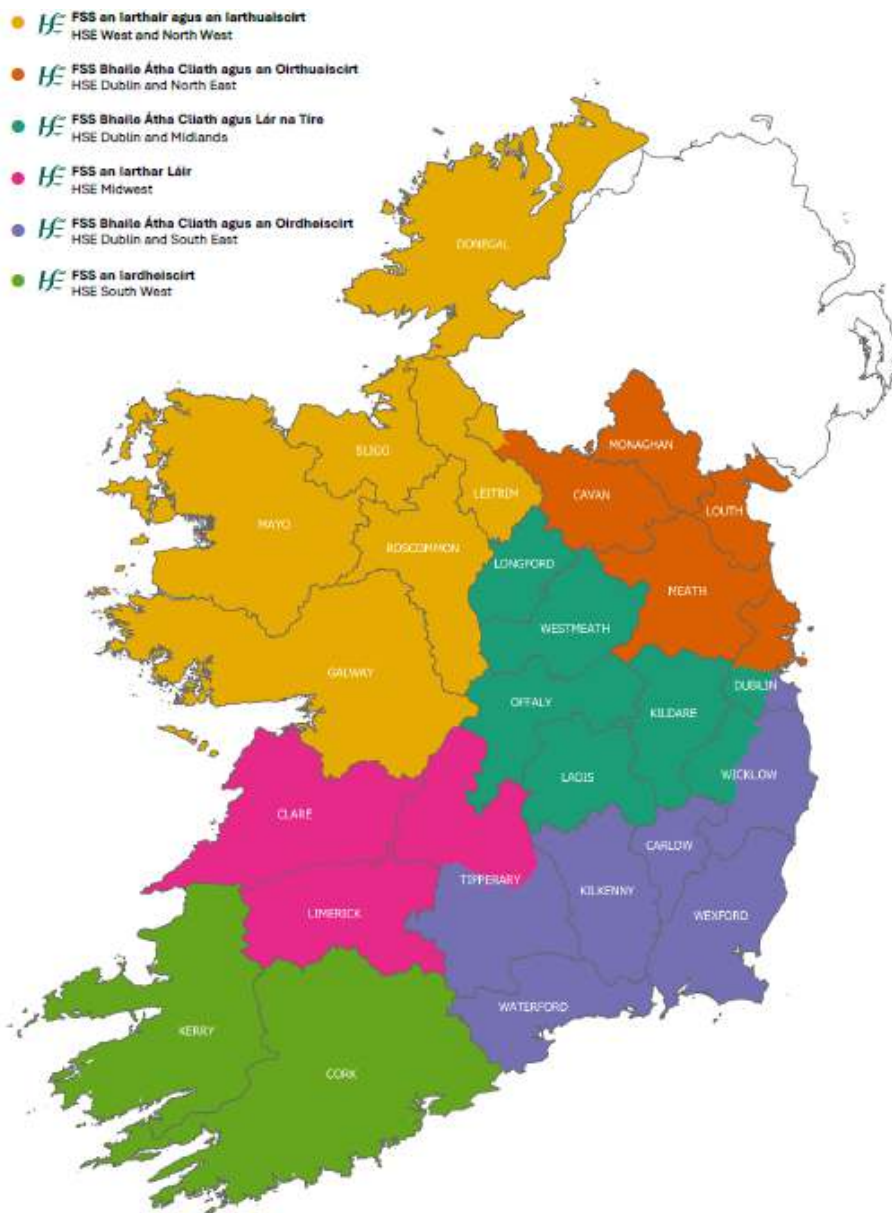 FSS an Iarthair agus an Iarthuaiscirt
HSE West and North West
FSS Bhaile Átha Cliath agus an Oirthuaiscirt
HSE Dublin and North East
FSS Bhaile Átha Cliath agus Lár na Tíre
HSE Dublin and Midlands
FSS an Iarthar Láir
HSE Midwest
FSS Bhaile Átha Cliath agus an Oirdheiscirt
HSE Dublin and South East
FSS an Iardheiscirt
HSE South West
DONEGAL
MONAGHAN
SLIGO
LEITRIM
CAVAN
LOUTH
MAYO
ROSCOMMON
LONGFORD
MEATH
WESTMEATH
GALWAY
DUBLIN
OFFALY
KILDARE
LAOIS
WICKLOW
CLARE
CARLOW
TIPPERARY
KILKENNY
LIMERICK
WEXFORD
WATERFORD
KERRY
CORK